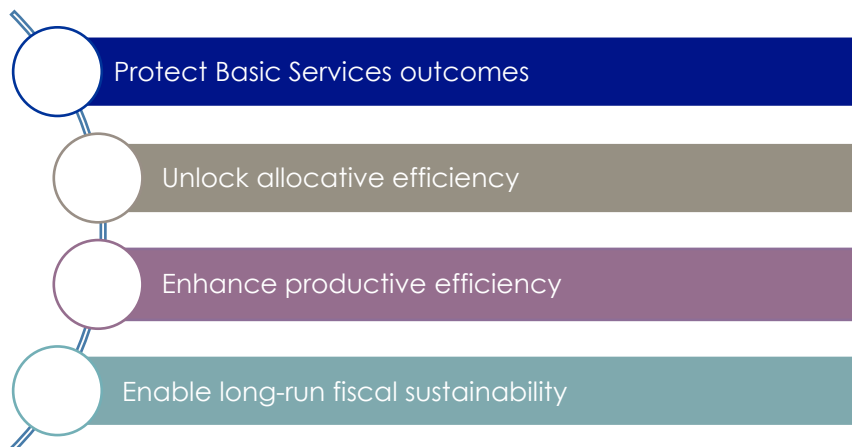 Protect Basic Services outcomes
Unlock allocative efficiency
Enhance productive efficiency
Enable long-run fiscal sustainability